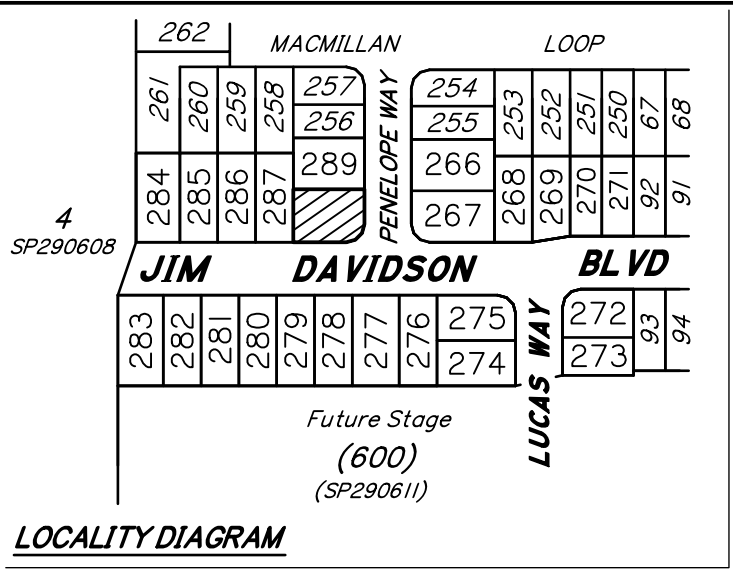 262
MACMILLAN LOOP
261 260 259 258 257 254 253 252 251 250 67 68
256 255
PENELOPE WAY
289 266
284 285 286 287 267 268 269 270 271 92 91
4
SP290608
JIM DAVIDSON BLVD
283 282 281 280 279 278 277 276 275 272 93 94
274 273
LUCAS WAY
Future Stage
(600)
(SP290611)
LOCALITY DIAGRAM